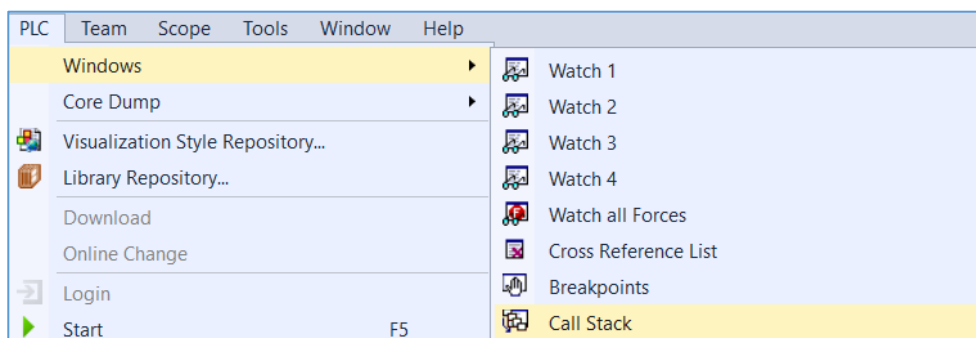 PLC Team Scope Tools Window Help
Windows
Core Dump
Visualization Style Repository...
Library Repository...
Download
Online Change
Login
Start F5
Watch 1
Watch 2
Watch 3
Watch 4
Watch all Forces
Cross Reference List
Breakpoints
Call Stack